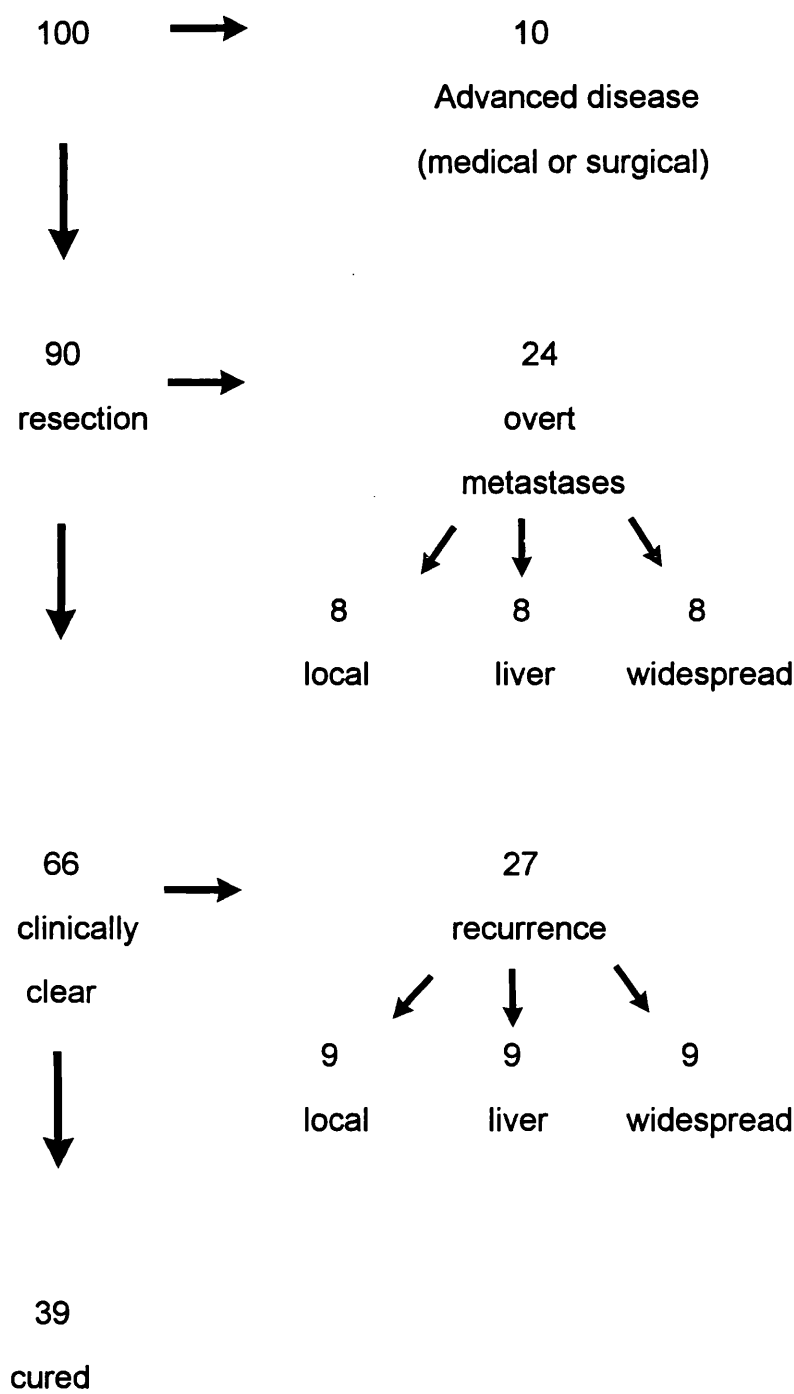 100 10
Advanced disease
(medical or surgical)
90 24
resection overt
metastases
8 8 8
local liver widespread
66 27
clinically recurrence
clear
9 9 9
local liver widespread
39
cured